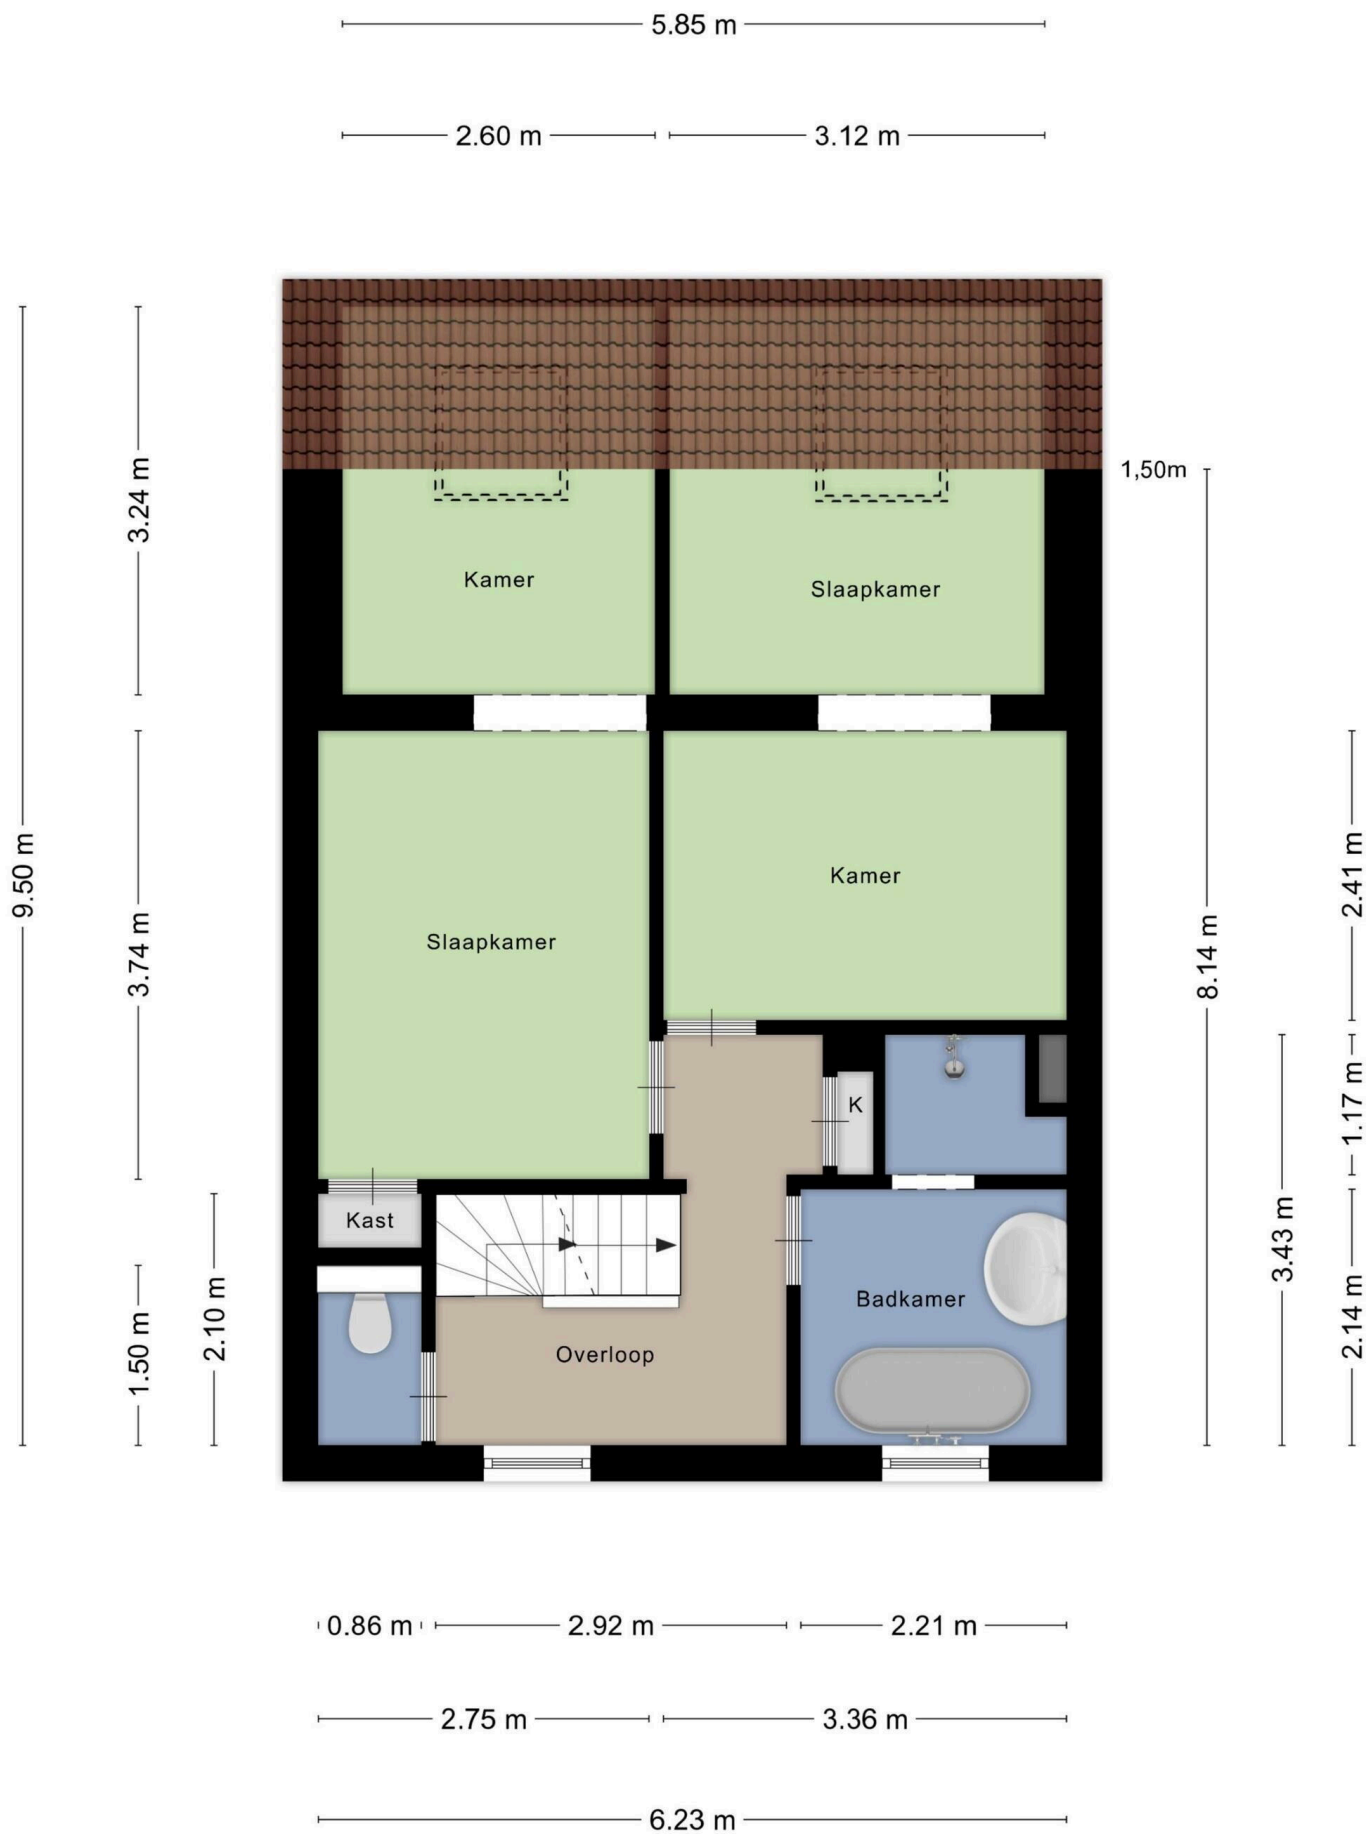 5.85 m
2.60 m
3.12 m
1,50m
3.24 m
Kamer
Slaapkamer
9.50 m
3.74 m
Kamer
2.41 m
Slaapkamer
8.14 m
K
1.17 m
Kast
3.43 m
Badkamer
2.10 m
1.50 m
2.14 m
Overloop
0.86 m
2.92 m
2.21 m
2.75 m
3.36 m
6.23 m